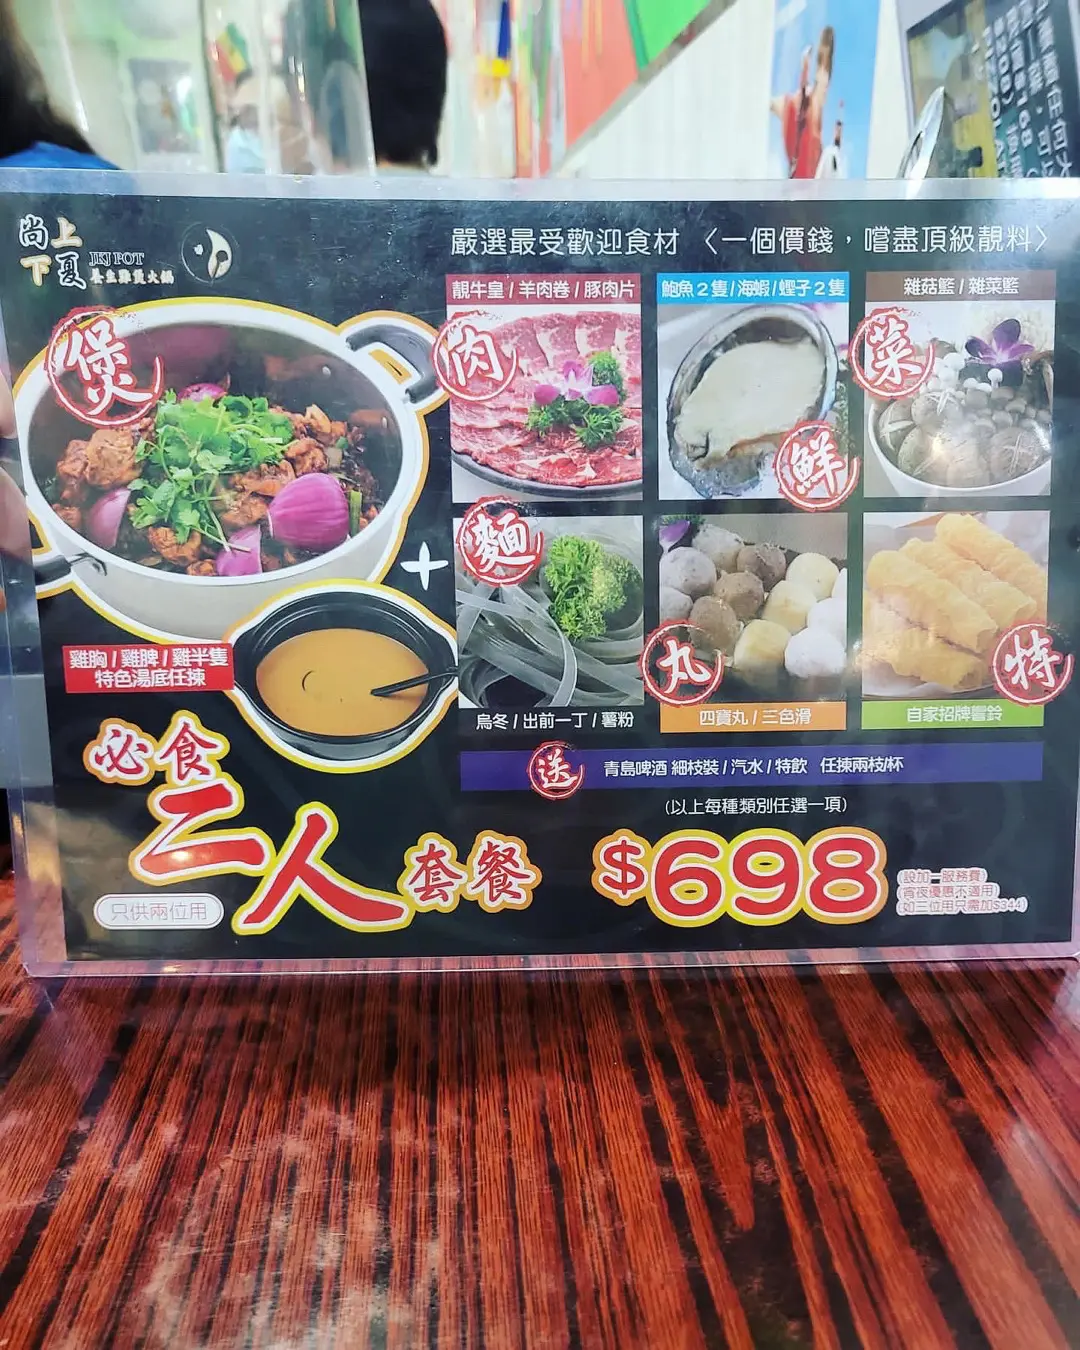 尚上
下夏
JKJ POT
養生雞煲火鍋
嚴選最受歡迎食材〈一個價錢，嚐盡頂級靚料〉
煲
靚牛皇 / 羊肉卷 / 豚肉片
肉
鮑魚２隻/海蝦/蟶子２隻
鮮
雜菇籃 / 雜菜籃
菜
麵
烏冬 / 出前一丁 / 薯粉
丸
四寶丸 / 三色滑
特
自家招牌響鈴
+
雞胸 / 雞脾 / 雞半隻
特色湯底任揀
送
青島啤酒 細枝裝 / 汽水 / 特飲 任揀兩枝/杯
(以上每種類別任選一項)
必食
二人
套餐
只供兩位用
$698
(設加一服務費)
(宵夜優惠不適用)
(如三位用只需加$344)